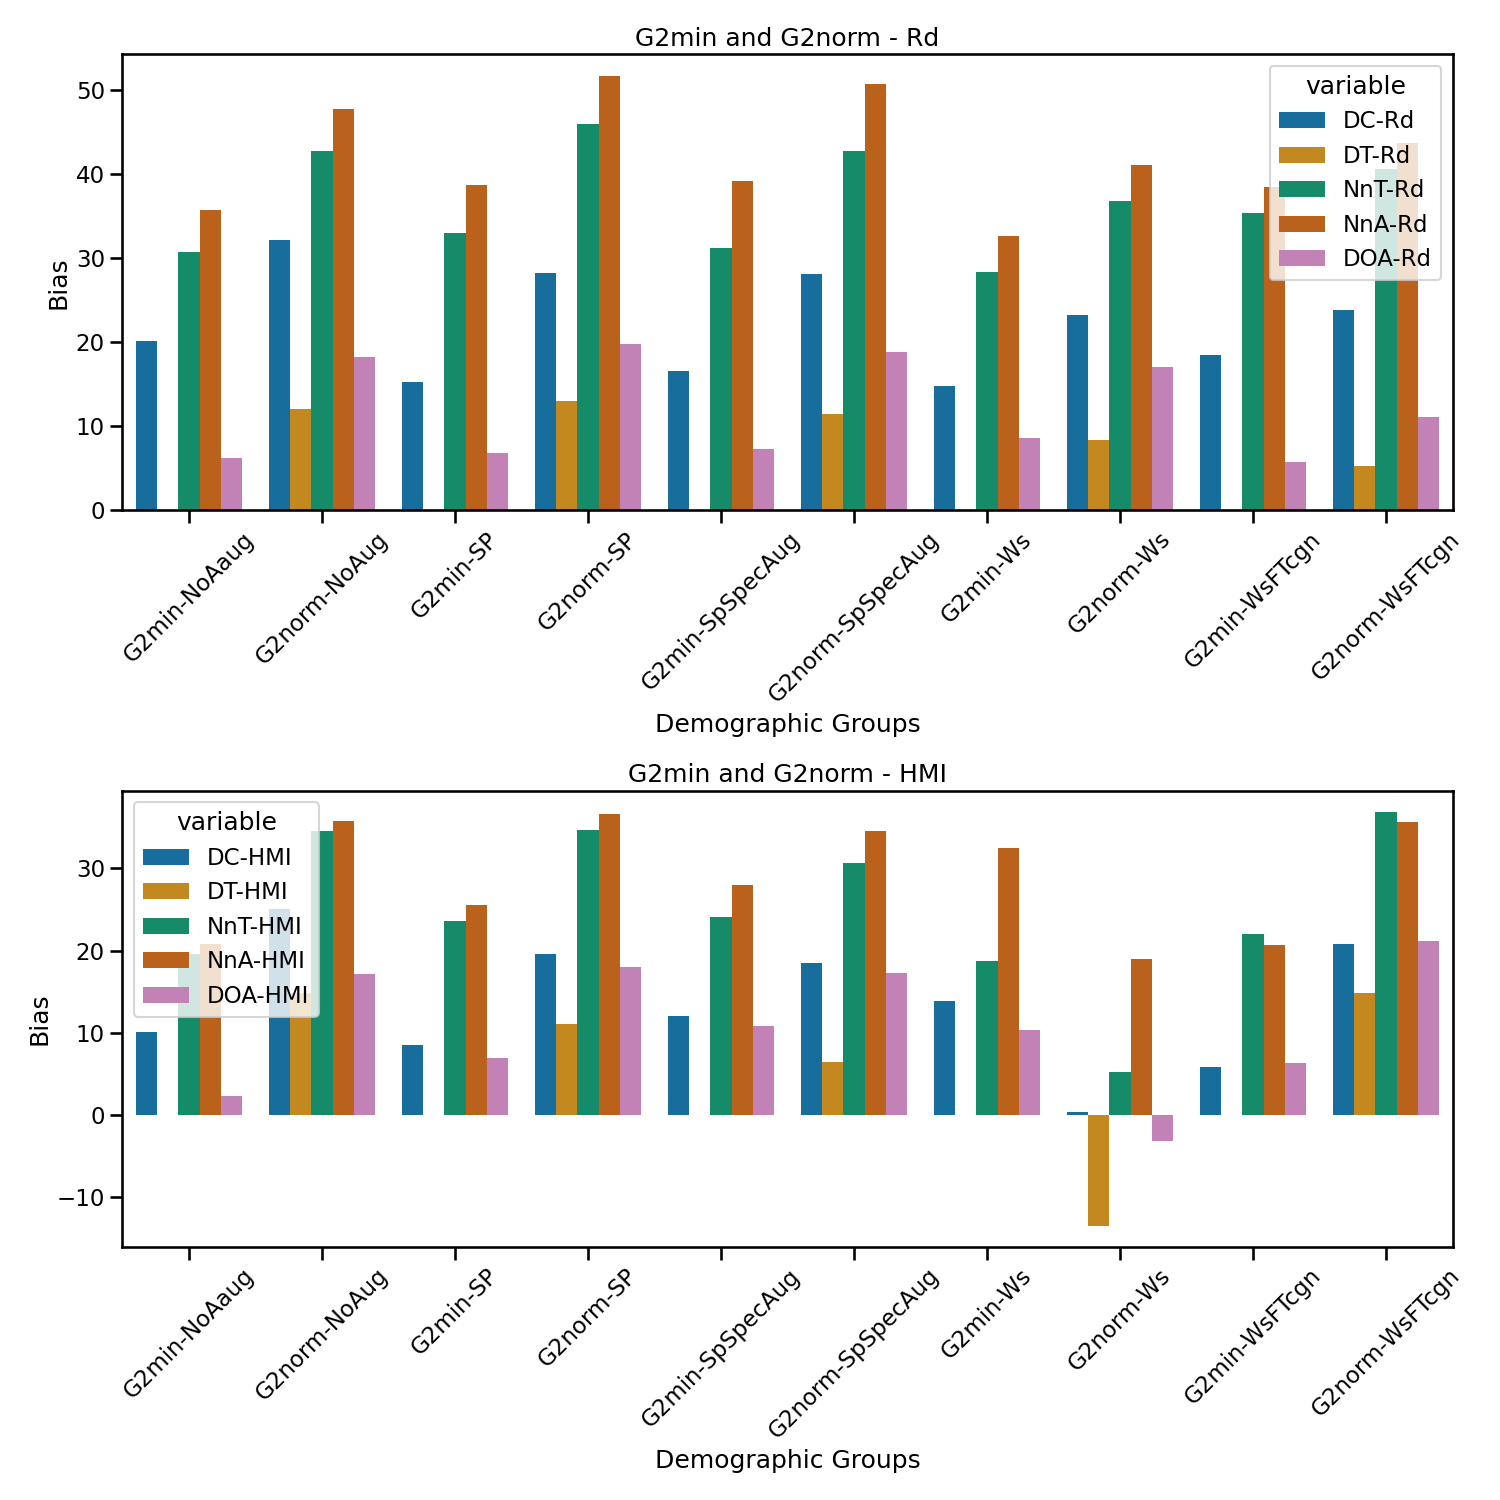 G2min and G2norm - Rd
50
40
30
20
10
0
Bias
variable
DC-Rd
DT-Rd
NnT-Rd
NnA-Rd
DOA-Rd
G2min-NoAaug
G2norm-NoAug
G2min-SP
G2norm-SP
G2min-SpSpecAug
G2norm-SpSpecAug
G2min-Ws
G2norm-Ws
G2min-WsFTcgn
G2norm-WsFTcgn
Demographic Groups
G2min and G2norm - HMI
30
20
10
0
−10
Bias
variable
DC-HMI
DT-HMI
NnT-HMI
NnA-HMI
DOA-HMI
G2min-NoAaug
G2norm-NoAug
G2min-SP
G2norm-SP
G2min-SpSpecAug
G2norm-SpSpecAug
G2min-Ws
G2norm-Ws
G2min-WsFTcgn
G2norm-WsFTcgn
Demographic Groups